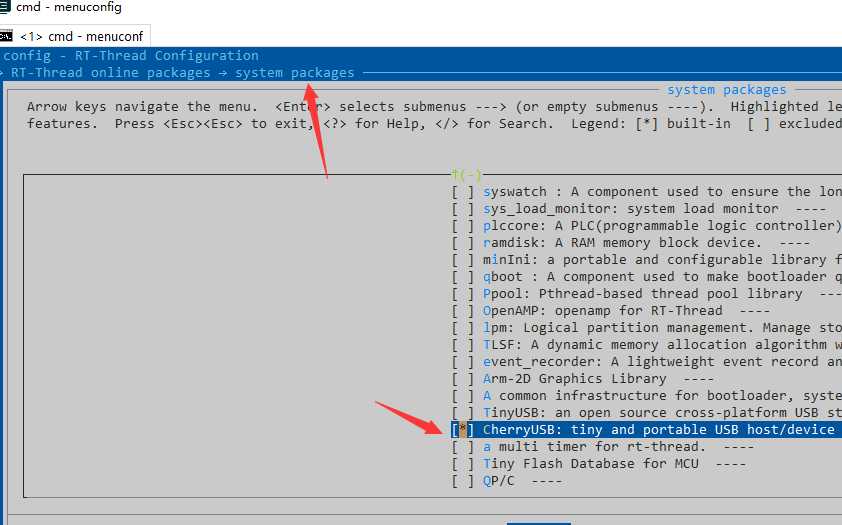 cmd - menuconfig
<1> cmd - menuconf
config - RT-Thread Configuration
→ RT-Thread online packages → system packages
system packages
Arrow keys navigate the menu. <Enter> selects submenus ---> (or empty submenus ----). Highlighted le
features. Press <Esc><Esc> to exit, <?> for Help, </> for Search. Legend: [*] built-in [ ] excluded
↑(-)
[ ] syswatch : A component used to ensure the lon
[ ] sys_load_monitor: system load monitor ----
[ ] plccore: A PLC(programmable logic controller)
[ ] ramdisk: A RAM memory block device. ----
[ ] minIni: a portable and configurable library f
[ ] qboot : A component used to make bootloader q
[ ] Ppool: Pthread-based thread pool library ---
[ ] OpenAMP: openamp for RT-Thread ----
[ ] lpm: Logical partition management. Manage sto
[ ] TLSF: A dynamic memory allocation algorithm w
[ ] event_recorder: A lightweight event record an
[ ] Arm-2D Graphics Library ----
[ ] A common infrastructure for bootloader, syste
[ ] TinyUSB: an open source cross-platform USB st
[*] CherryUSB: tiny and portable USB host/device
[ ] a multi timer for rt-thread. ----
[ ] Tiny Flash Database for MCU ----
[ ] QP/C ----